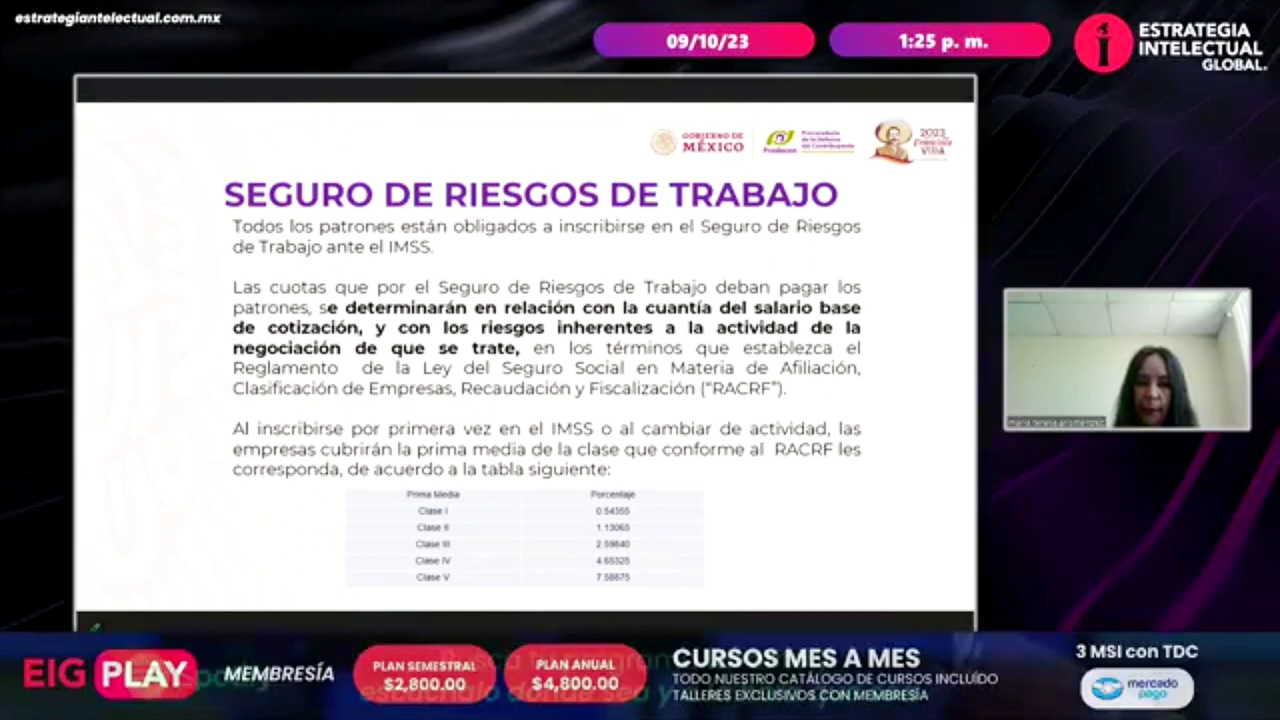 estrategiantelectual.com.mx
09/10/23
1:25 p. m.
ESTRATEGIA
INTELECTUAL
GLOBAL.
GOBIERNO DE
MÉXICO
Prodecon
Procuraduría
de la Defensa
del Contribuyente
2023
Francisco
VILLA
SEGURO DE RIESGOS DE TRABAJO
Todos los patrones están obligados a inscribirse en el Seguro de Riesgos
de Trabajo ante el IMSS.
Las cuotas que por el Seguro de Riesgos de Trabajo deban pagar los
patrones, se determinarán en relación con la cuantía del salario base
de cotización, y con los riesgos inherentes a la actividad de la
negociación de que se trate, en los términos que establezca el
Reglamento de la Ley del Seguro Social en Materia de Afiliación,
Clasificación de Empresas, Recaudación y Fiscalización (“RACRF”).
Al inscribirse por primera vez en el IMSS o al cambiar de actividad, las
empresas cubrirán la prima media de la clase que conforme al RACRF les
corresponda, de acuerdo a la tabla siguiente:
Prima Media Porcentaje
Clase I 0.54355
Clase II 1.13065
Clase III 2.59840
Clase IV 4.65325
Clase V 7.58875
EIG PLAY
MEMBRESÍA
PLAN SEMESTRAL
$2,800.00
PLAN ANUAL
$4,800.00
CURSOS MES A MES
TODO NUESTRO CATÁLOGO DE CURSOS INCLUÍDO
TALLERES EXCLUSIVOS CON MEMBRESÍA
3 MSI con TDC
mercado
pago